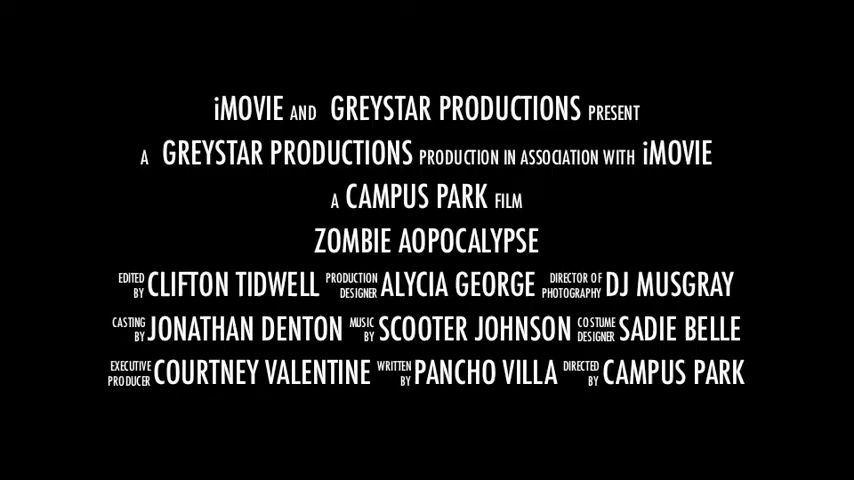 iMOVIE AND GREYSTAR PRODUCTIONS PRESENT
A GREYSTAR PRODUCTIONS PRODUCTION IN ASSOCIATION WITH iMOVIE
A CAMPUS PARK FILM
ZOMBIE AOPOCALYPSE
EDITED BY CLIFTON TIDWELL PRODUCTION DESIGNER ALYCIA GEORGE DIRECTOR OF PHOTOGRAPHY DJ MUSGRAY
CASTING BY JONATHAN DENTON MUSIC BY SCOOTER JOHNSON COSTUME DESIGNER SADIE BELLE
EXECUTIVE PRODUCER COURTNEY VALENTINE WRITTEN BY PANCHO VILLA DIRECTED BY CAMPUS PARK